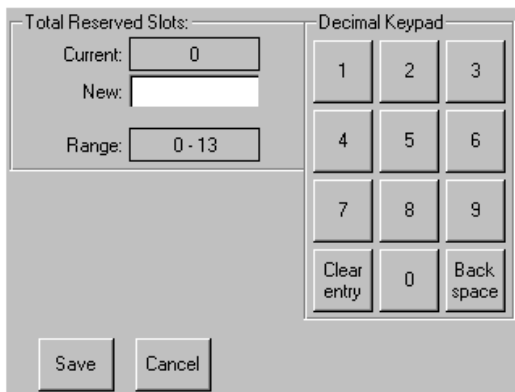 Total Reserved Slots:
Current: 0
New:
Range: 0 - 13
Decimal Keypad
1 2 3
4 5 6
7 8 9
Clear entry 0 Back space
Save Cancel